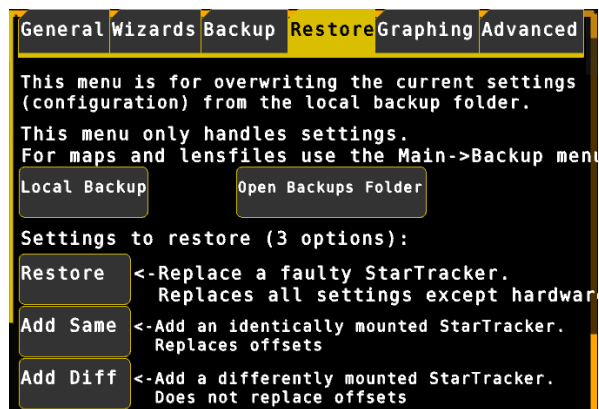 General Wizards Backup Restore Graphing Advanced
This menu is for overwriting the current settings
(configuration) from the local backup folder.
This menu only handles settings.
For maps and lensfiles use the Main->Backup menu
Local Backup Open Backups Folder
Settings to restore (3 options):
Restore <-Replace a faulty StarTracker.
Replaces all settings except hardwar
Add Same <-Add an identically mounted StarTracker.
Replaces offsets
Add Diff <-Add a differently mounted StarTracker.
Does not replace offsets